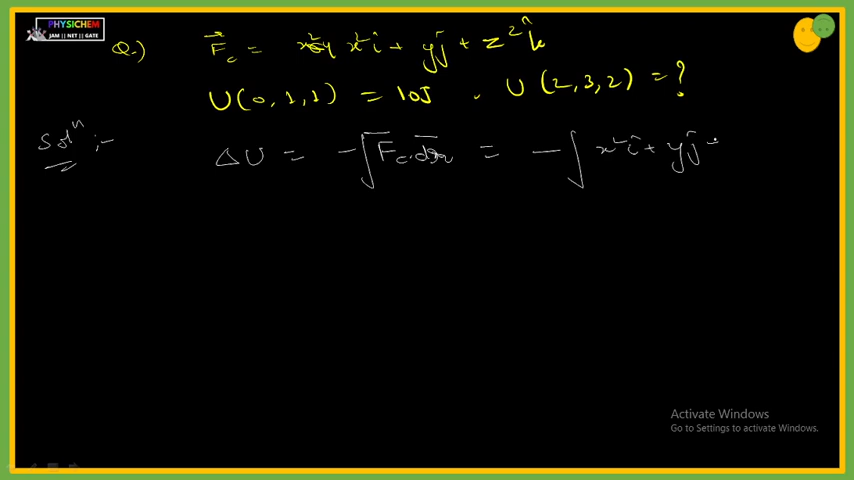 PHYSICHEM
JAM || NET || GATE
Q.) F⃗c = x²î + yĵ + z²k̂
U(0,1,1) = 10J . U(2,3,2) = ?
Solⁿ :-
ΔU = -∫F⃗c.dr⃗ = -∫x²î + yĵ +
Activate Windows
Go to Settings to activate Windows.